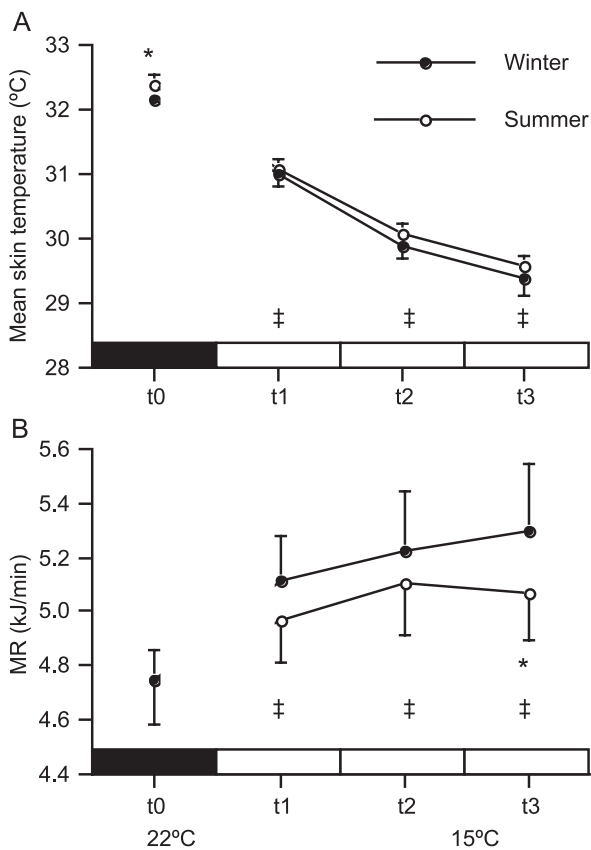 A
33
32
31
30
29
28
Mean skin temperature (ºC)
*
Winter
Summer
‡ ‡ ‡
t0 t1 t2 t3
B
5.6
5.4
5.2
5.0
4.8
4.6
4.4
MR (kJ/min)
*
‡ ‡ ‡
t0 t1 t2 t3
22ºC 15ºC